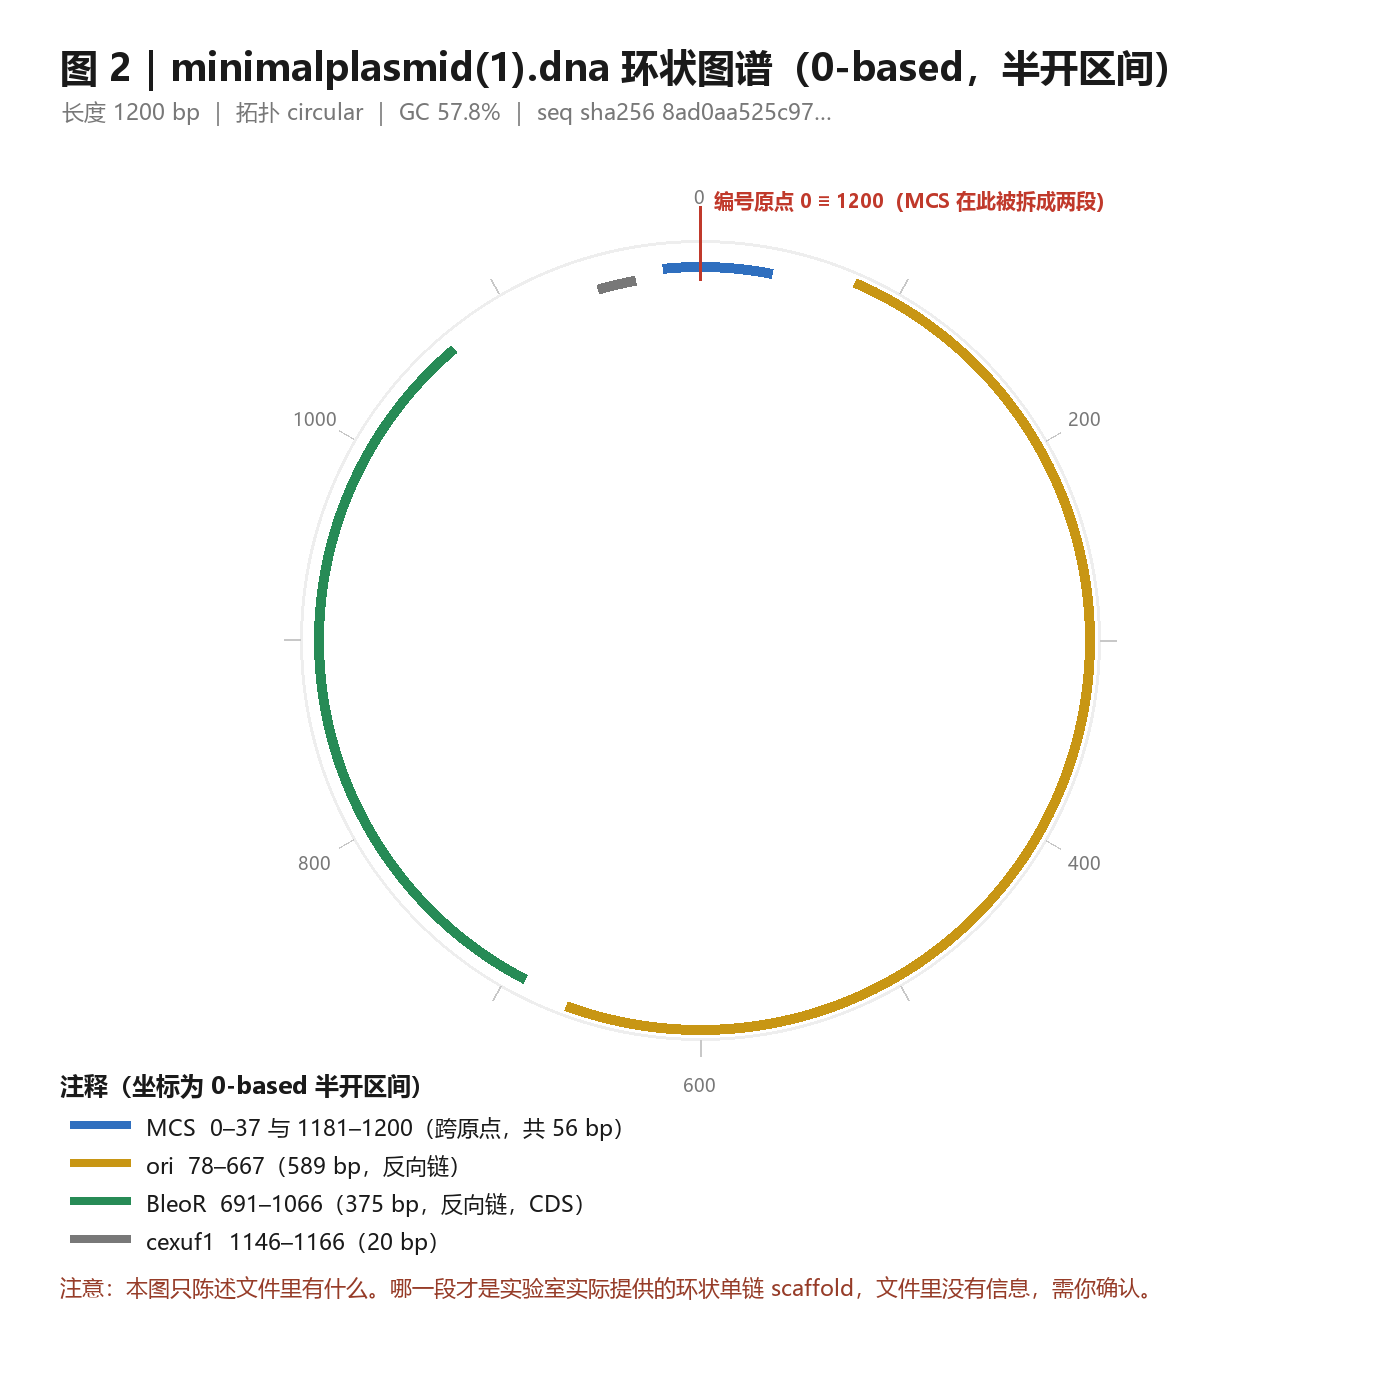 图 2｜minimalplasmid(1).dna 环状图谱（0-based，半开区间）
长度 1200 bp ｜ 拓扑 circular ｜ GC 57.8% ｜ seq sha256 8ad0aa525c97…
0
编号原点 0 ≡ 1200（MCS 在此被拆成两段）
1000
200
800
400
600
注释（坐标为 0-based 半开区间）
MCS 0–37 与 1181–1200（跨原点，共 56 bp）
ori 78–667（589 bp，反向链）
BleoR 691–1066（375 bp，反向链，CDS）
cexuf1 1146–1166（20 bp）
注意：本图只陈述文件里有什么。哪一段才是实验室实际提供的环状单链 scaffold，文件里没有信息，需你确认。